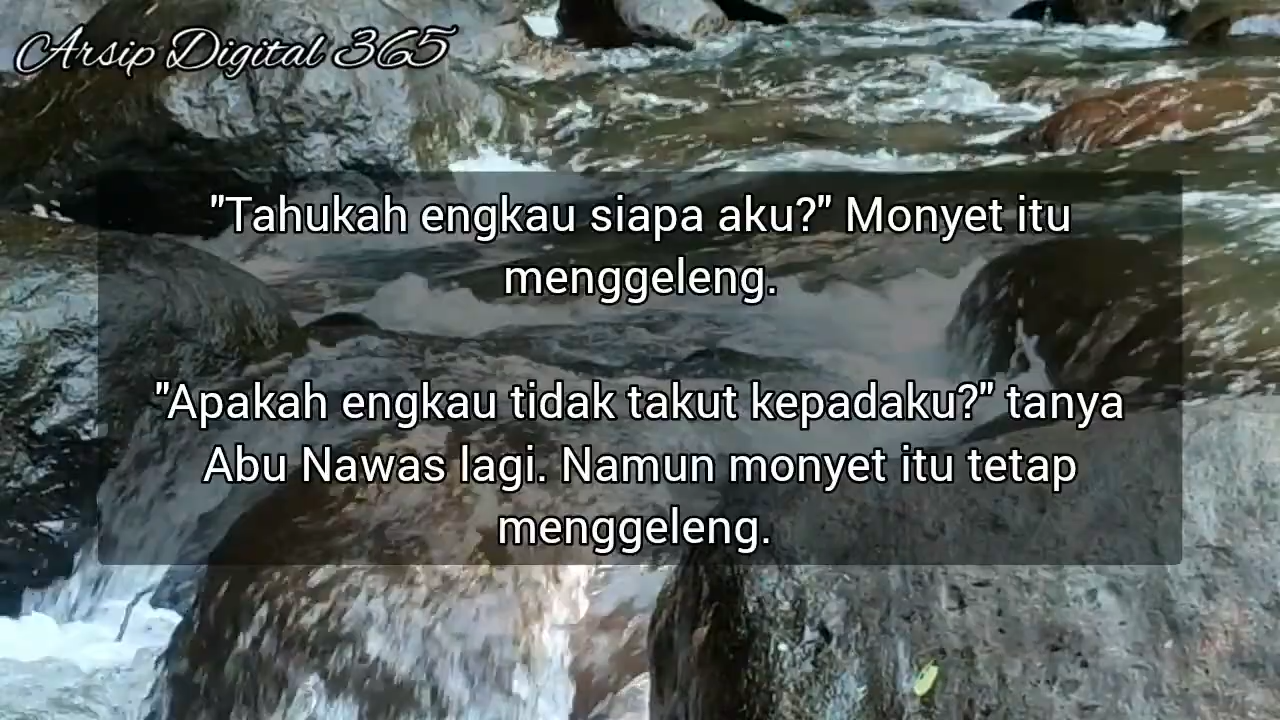 Arsip Digital 365
"Tahukah engkau siapa aku?" Monyet itu
menggeleng.
"Apakah engkau tidak takut kepadaku?" tanya
Abu Nawas lagi. Namun monyet itu tetap
menggeleng.